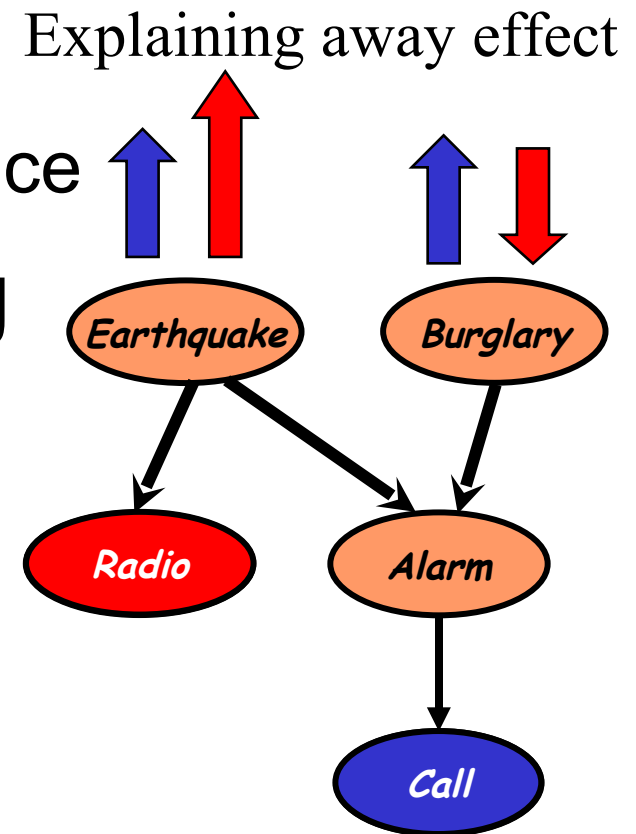 Explaining away effect
ce
g
Earthquake
Burglary
Radio
Alarm
Call